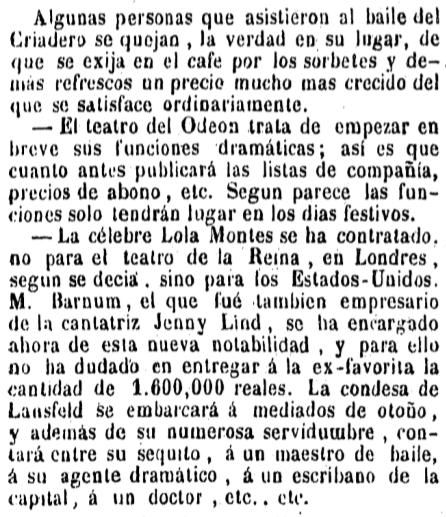 Algunas personas que asistieron al baile del
Criadero se quejan, la verdad en su lugar, de
que se exija en el cafe por los sorbetes y de-
más refrescos un precio mucho mas crecido del
que se satisface ordinariamente.
— El teatro del Odeon trata de empezar en
breve sus funciones dramáticas; así es que
cuanto antes publicará las listas de compañía,
precios de abono, etc. Segun parece las fun-
ciones solo tendrán lugar en los dias festivos.
— La célebre Lola Montes se ha contratado,
no para el teatro de la Reina, en Londres,
segun se decia, sino para los Estados-Unidos.
M. Barnum, el que fué tambien empresario
de la cantatriz Jenny Lind, se ha encargado
ahora de esta nueva notabilidad, y para ello
no ha dudado en entregar á la ex-favorita la
cantidad de 1.600,000 reales. La condesa de
Lansfeld se embarcará á mediados de otoño,
y además de su numerosa servidumbre, con-
tará entre su sequito, á un maestro de baile,
á su agente dramático, á un escribano de la
capital, á un doctor, etc., etc.